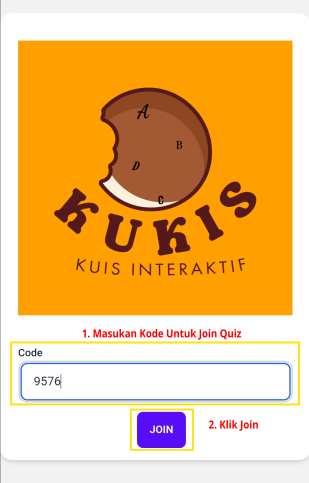 A
B
D
C
KUKIS
KUIS INTERAKTIF
1. Masukan Kode Untuk Join Quiz
Code
9576
JOIN
2. Klik Join